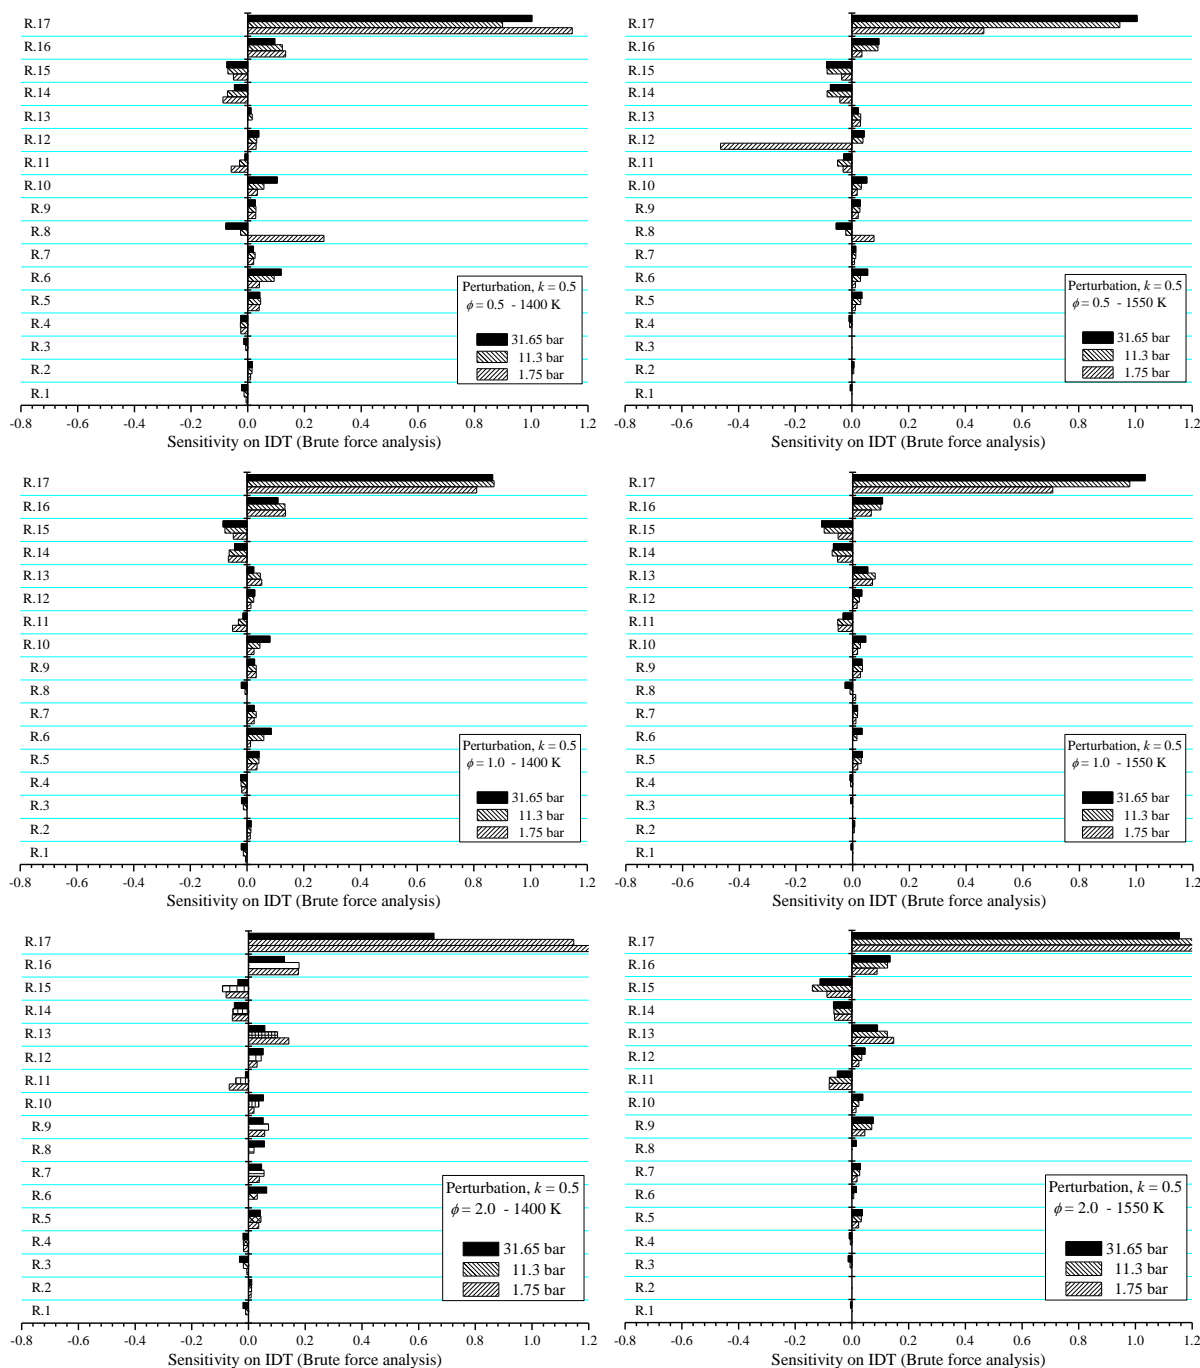 R.17
R.16
R.15
R.14
R.13
R.12
R.11
R.10
R.9
R.8
R.7
R.6
R.5
R.4
R.3
R.2
R.1
Perturbation, k = 0.5
ϕ = 0.5 - 1400 K
31.65 bar
11.3 bar
1.75 bar
-0.8 -0.6 -0.4 -0.2 0.0 0.2 0.4 0.6 0.8 1.0 1.2
Sensitivity on IDT (Brute force analysis)
R.17
R.16
R.15
R.14
R.13
R.12
R.11
R.10
R.9
R.8
R.7
R.6
R.5
R.4
R.3
R.2
R.1
Perturbation, k = 0.5
ϕ = 0.5 - 1550 K
31.65 bar
11.3 bar
1.75 bar
-0.8 -0.6 -0.4 -0.2 0.0 0.2 0.4 0.6 0.8 1.0 1.2
Sensitivity on IDT (Brute force analysis)
R.17
R.16
R.15
R.14
R.13
R.12
R.11
R.10
R.9
R.8
R.7
R.6
R.5
R.4
R.3
R.2
R.1
Perturbation, k = 0.5
ϕ = 1.0 - 1400 K
31.65 bar
11.3 bar
1.75 bar
-0.8 -0.6 -0.4 -0.2 0.0 0.2 0.4 0.6 0.8 1.0 1.2
Sensitivity on IDT (Brute force analysis)
R.17
R.16
R.15
R.14
R.13
R.12
R.11
R.10
R.9
R.8
R.7
R.6
R.5
R.4
R.3
R.2
R.1
Perturbation, k = 0.5
ϕ = 1.0 - 1550 K
31.65 bar
11.3 bar
1.75 bar
-0.8 -0.6 -0.4 -0.2 0.0 0.2 0.4 0.6 0.8 1.0 1.2
Sensitivity on IDT (Brute force analysis)
R.17
R.16
R.15
R.14
R.13
R.12
R.11
R.10
R.9
R.8
R.7
R.6
R.5
R.4
R.3
R.2
R.1
Perturbation, k = 0.5
ϕ = 2.0 - 1400 K
31.65 bar
11.3 bar
1.75 bar
-0.8 -0.6 -0.4 -0.2 0.0 0.2 0.4 0.6 0.8 1.0 1.2
Sensitivity on IDT (Brute force analysis)
R.17
R.16
R.15
R.14
R.13
R.12
R.11
R.10
R.9
R.8
R.7
R.6
R.5
R.4
R.3
R.2
R.1
Perturbation, k = 0.5
ϕ = 2.0 - 1550 K
31.65 bar
11.3 bar
1.75 bar
-0.8 -0.6 -0.4 -0.2 0.0 0.2 0.4 0.6 0.8 1.0 1.2
Sensitivity on IDT (Brute force analysis)